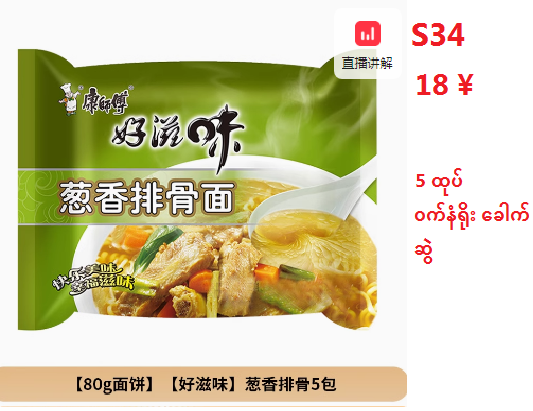 直播讲解
S34
18 ¥
康師傅
好滋味
葱香排骨面
快乐美味
幸福滋味
5 ထုပ်
ဝက်နံရိုး ခေါက်
ဆွဲ
【80g面饼】【好滋味】葱香排骨5包